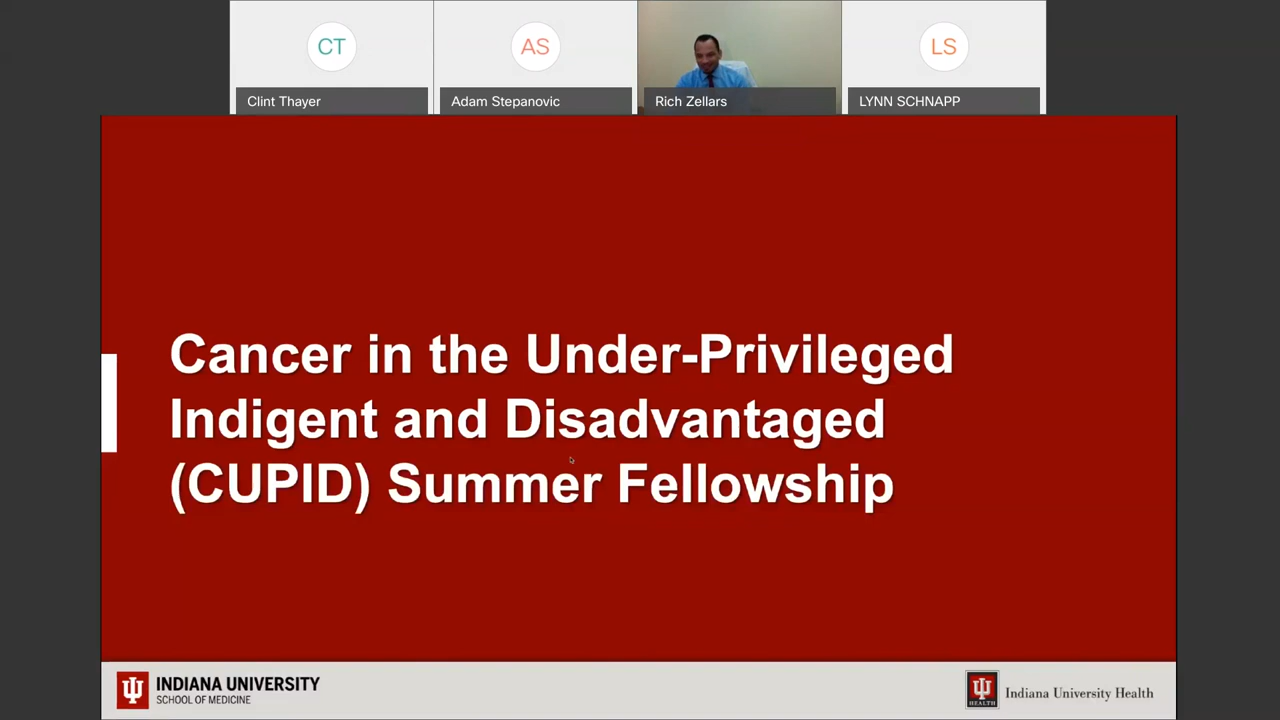 CT
AS
LS
Clint Thayer
Adam Stepanovic
Rich Zellars
LYNN SCHNAPP
Cancer in the Under-Privileged
Indigent and Disadvantaged
(CUPID) Summer Fellowship
INDIANA UNIVERSITY
SCHOOL OF MEDICINE
HEALTH
Indiana University Health